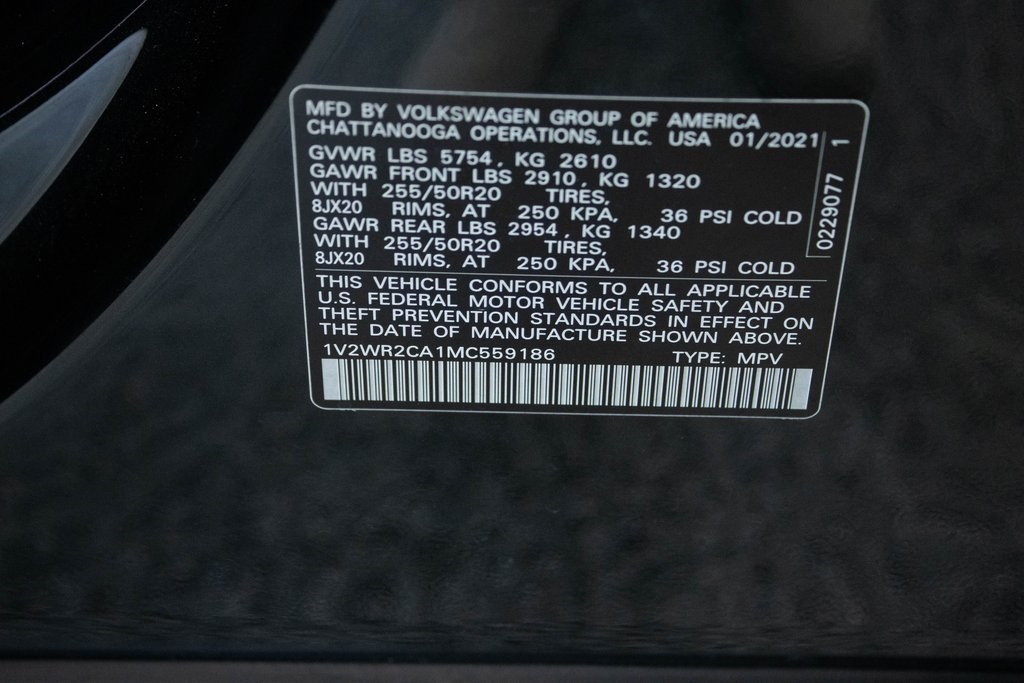 MFD BY VOLKSWAGEN GROUP OF AMERICA
CHATTANOOGA OPERATIONS, LLC. USA 01/2021
GVWR LBS 5754, KG 2610
GAWR FRONT LBS 2910, KG 1320
WITH 255/50R20 TIRES,
8JX20 RIMS, AT 250 KPA, 36 PSI COLD
GAWR REAR LBS 2954, KG 1340
WITH 255/50R20 TIRES,
8JX20 RIMS, AT 250 KPA, 36 PSI COLD
0229077 1
THIS VEHICLE CONFORMS TO ALL APPLICABLE
U.S. FEDERAL MOTOR VEHICLE SAFETY AND
THEFT PREVENTION STANDARDS IN EFFECT ON
THE DATE OF MANUFACTURE SHOWN ABOVE.
1V2WR2CA1MC559186 TYPE: MPV